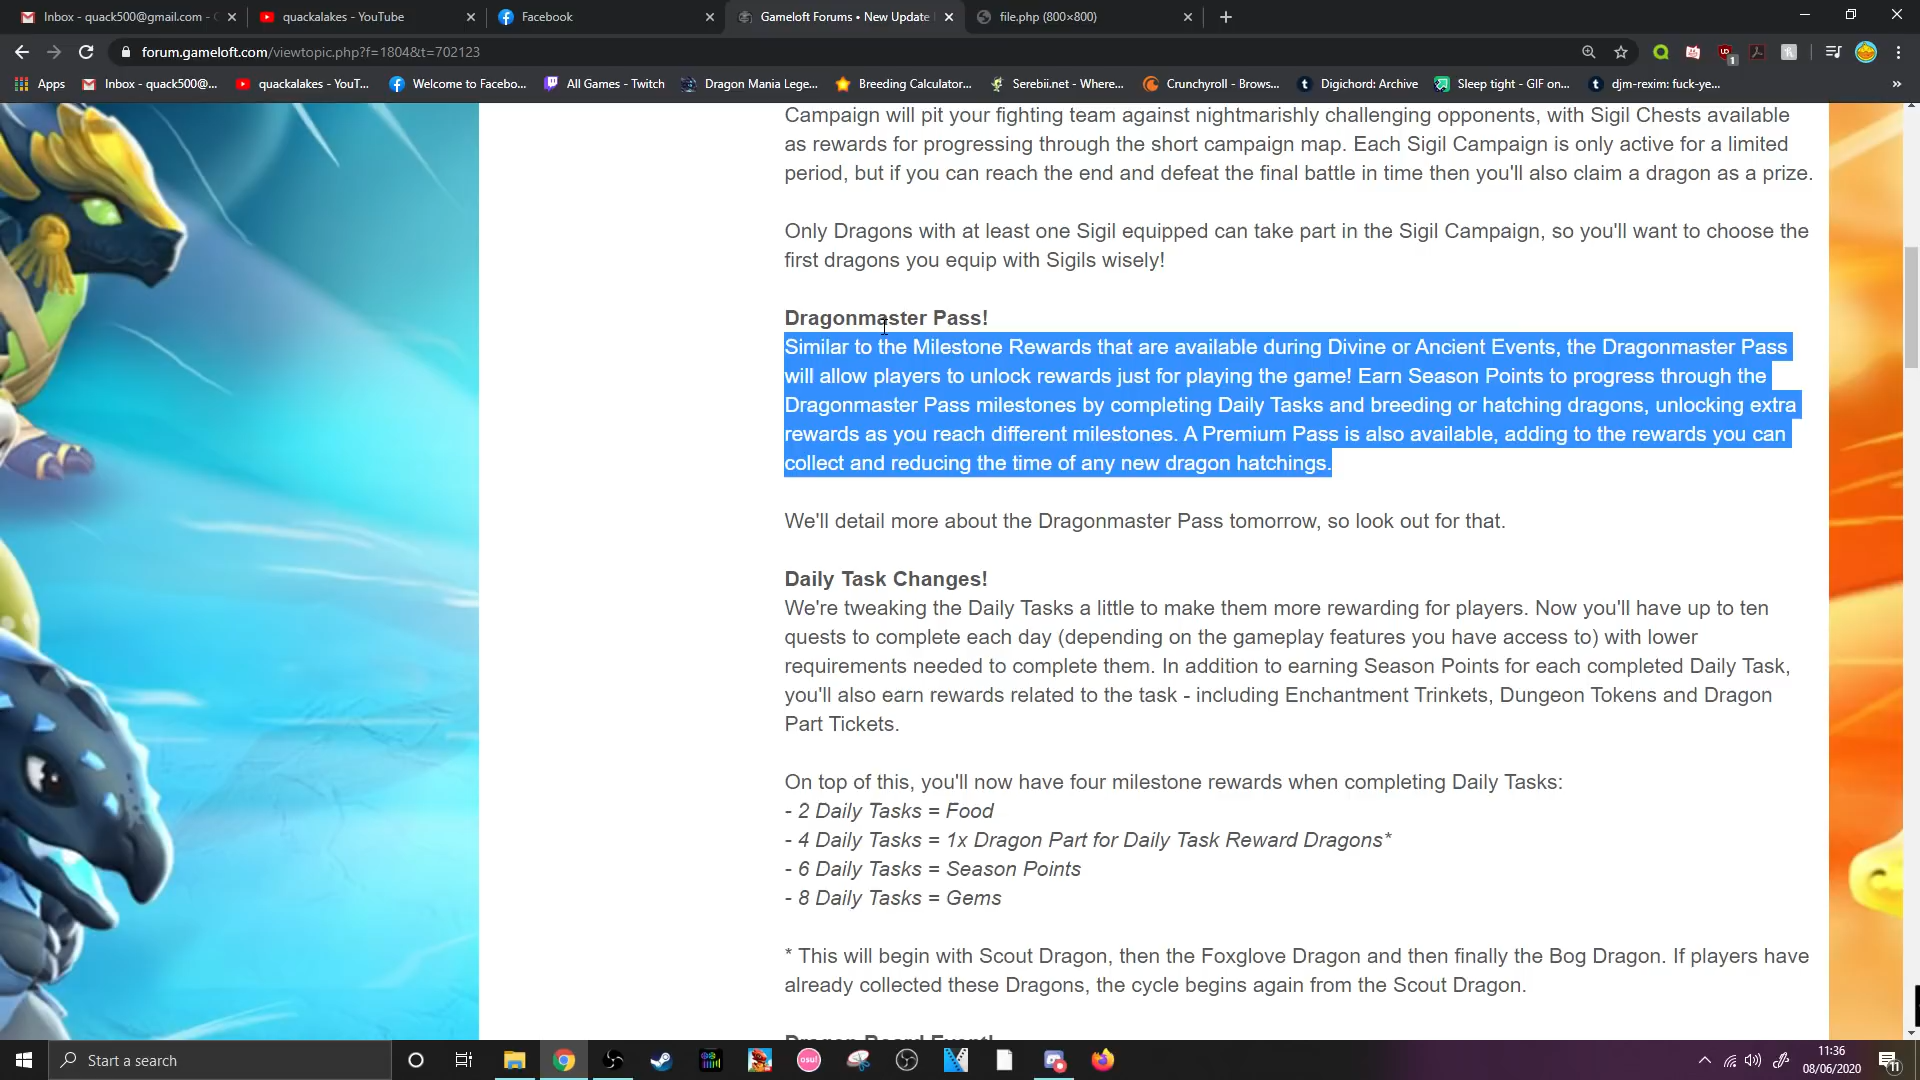 Inbox - quack500@gmail.com -
quackalakes - YouTube
Facebook
Gameloft Forums • New Update
file.php (800×800)
forum.gameloft.com/viewtopic.php?f=1804&t=702123
Apps
Inbox - quack500@...
quackalakes - YouT...
Welcome to Facebo...
All Games - Twitch
Dragon Mania Lege...
Breeding Calculator...
Serebii.net - Where...
Crunchyroll - Brows...
Digichord: Archive
Sleep tight - GIF on...
djm-rexim: fuck-ye...
Campaign will pit your fighting team against nightmarishly challenging opponents, with Sigil Chests available
as rewards for progressing through the short campaign map. Each Sigil Campaign is only active for a limited
period, but if you can reach the end and defeat the final battle in time then you'll also claim a dragon as a prize.
Only Dragons with at least one Sigil equipped can take part in the Sigil Campaign, so you'll want to choose the
first dragons you equip with Sigils wisely!
Dragonmaster Pass!
Similar to the Milestone Rewards that are available during Divine or Ancient Events, the Dragonmaster Pass
will allow players to unlock rewards just for playing the game! Earn Season Points to progress through the
Dragonmaster Pass milestones by completing Daily Tasks and breeding or hatching dragons, unlocking extra
rewards as you reach different milestones. A Premium Pass is also available, adding to the rewards you can
collect and reducing the time of any new dragon hatchings.
We'll detail more about the Dragonmaster Pass tomorrow, so look out for that.
Daily Task Changes!
We're tweaking the Daily Tasks a little to make them more rewarding for players. Now you'll have up to ten
quests to complete each day (depending on the gameplay features you have access to) with lower
requirements needed to complete them. In addition to earning Season Points for each completed Daily Task,
you'll also earn rewards related to the task - including Enchantment Trinkets, Dungeon Tokens and Dragon
Part Tickets.
On top of this, you'll now have four milestone rewards when completing Daily Tasks:
- 2 Daily Tasks = Food
- 4 Daily Tasks = 1x Dragon Part for Daily Task Reward Dragons*
- 6 Daily Tasks = Season Points
- 8 Daily Tasks = Gems
* This will begin with Scout Dragon, then the Foxglove Dragon and then finally the Bog Dragon. If players have
already collected these Dragons, the cycle begins again from the Scout Dragon.
Dragon Board Event!
Start a search
osu!
11:36
08/06/2020
11